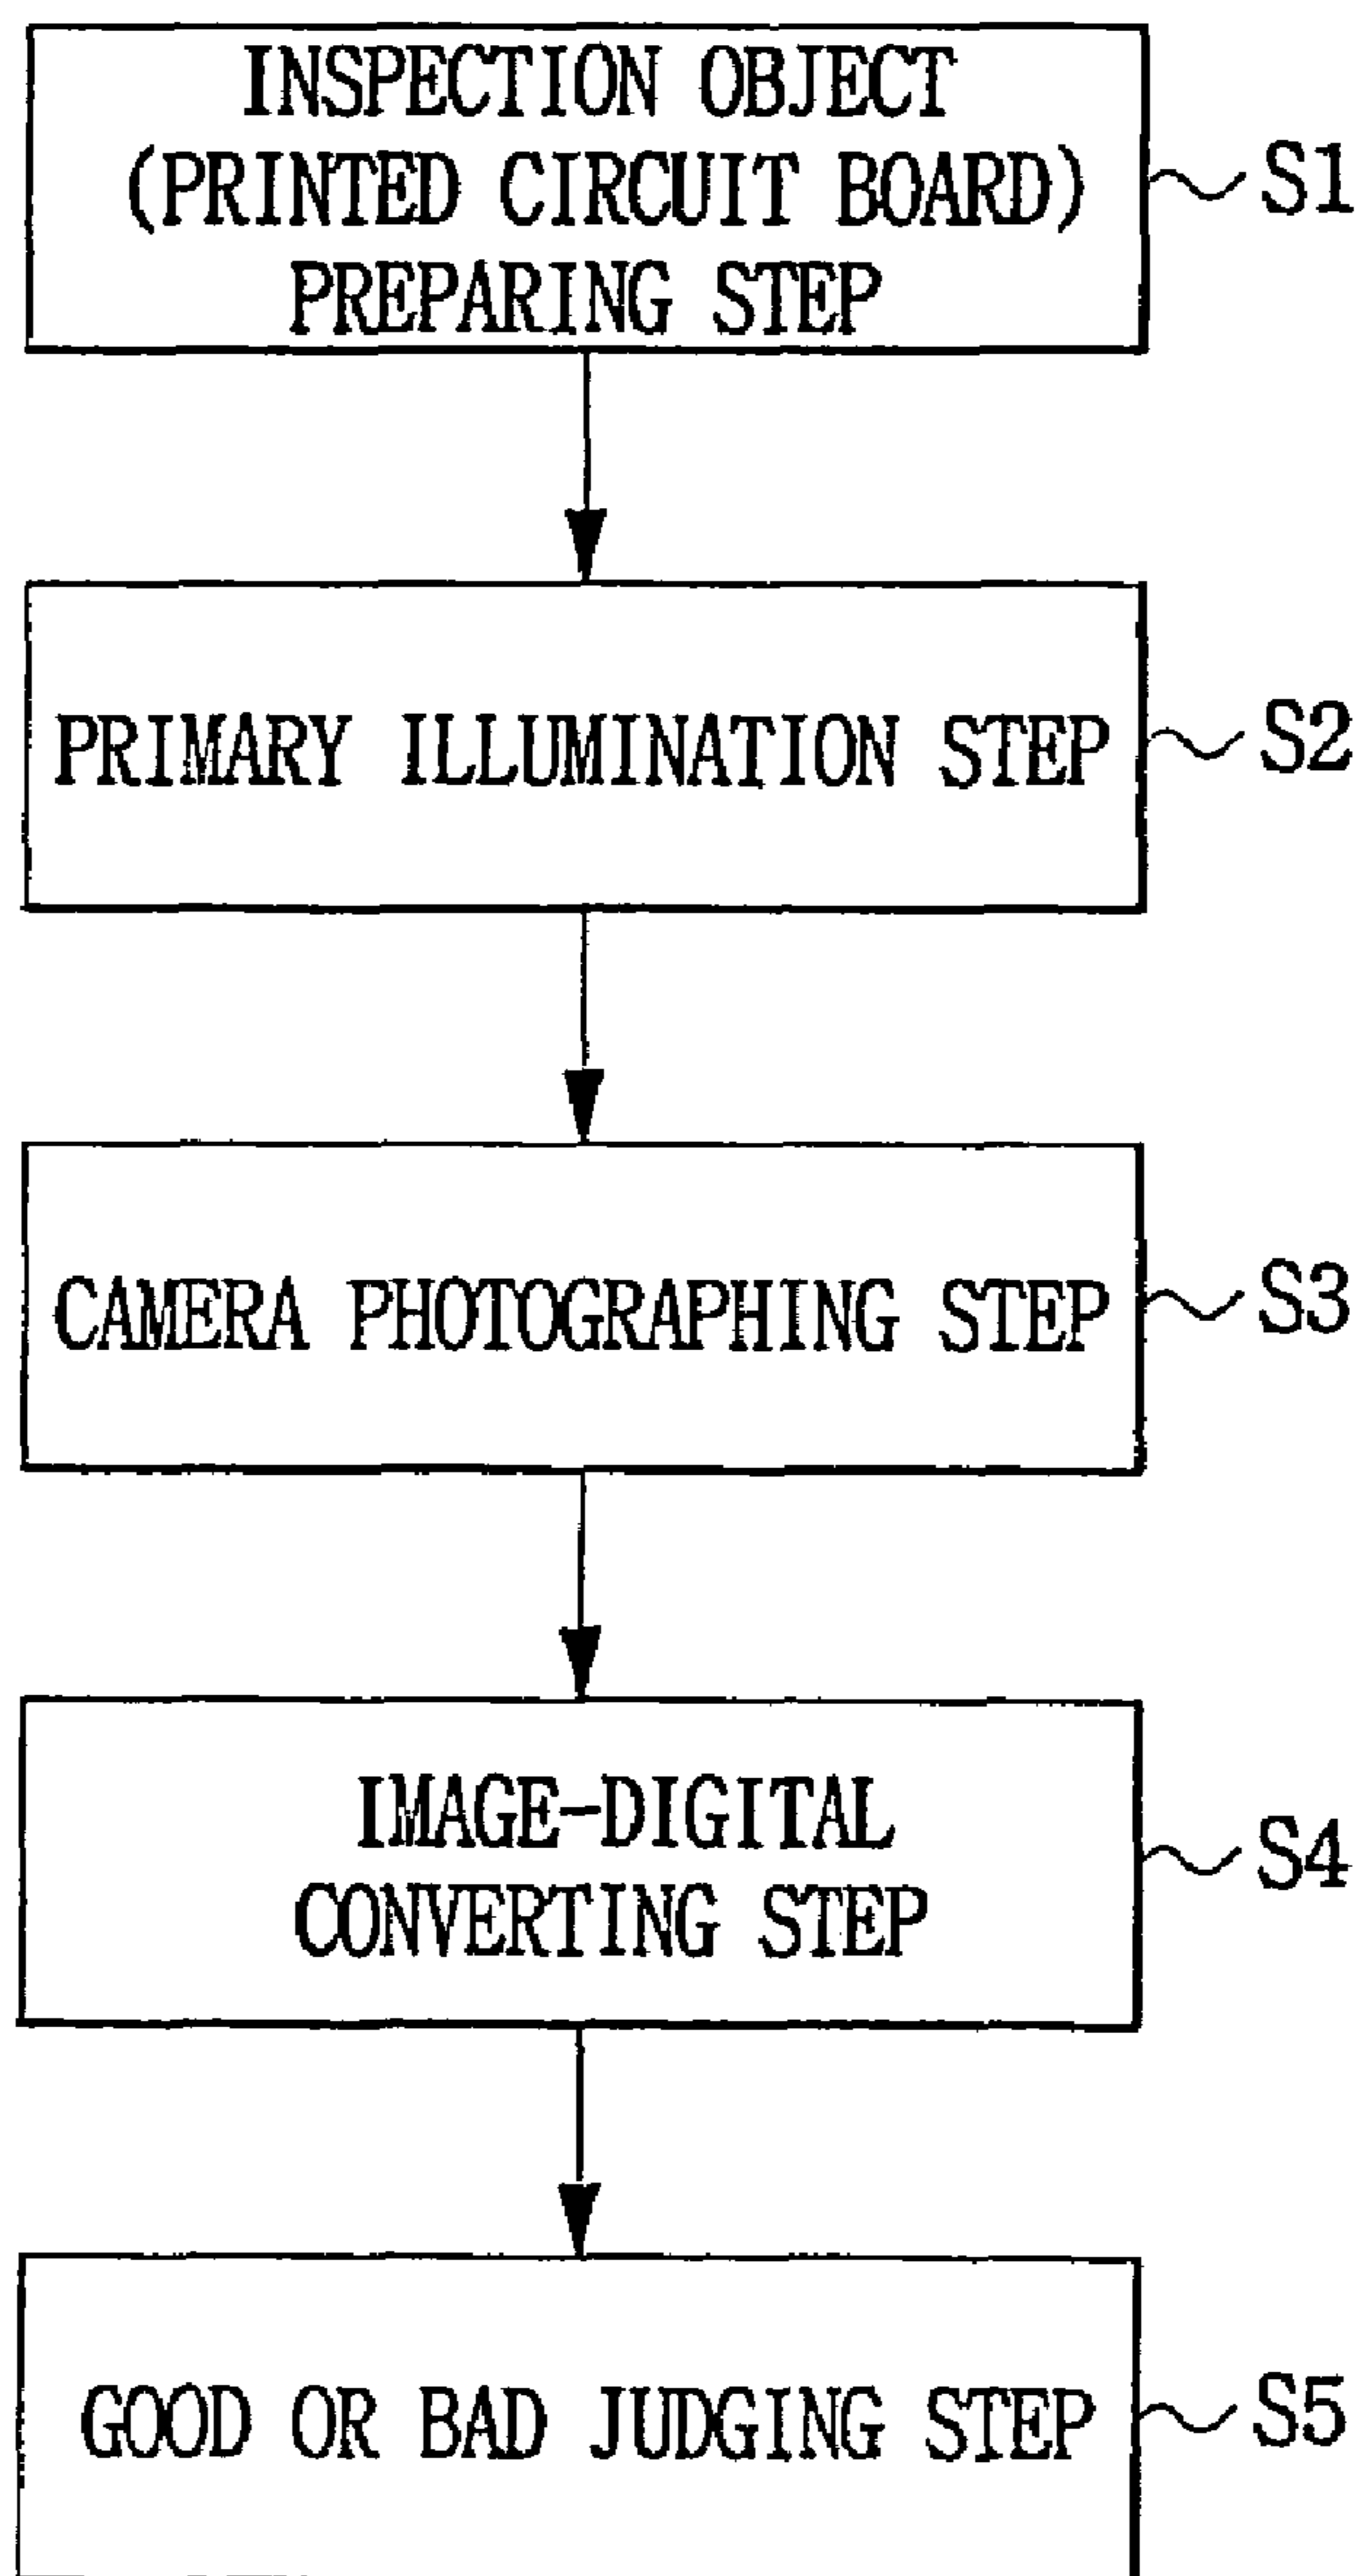 INSPECTION OBJECT
(PRINTED CIRCUIT BOARD)
PREPARING STEP
S1
PRIMARY ILLUMINATION STEP
S2
CAMERA PHOTOGRAPHING STEP
S3
IMAGE-DIGITAL
CONVERTING STEP
S4
GOOD OR BAD JUDGING STEP
S5